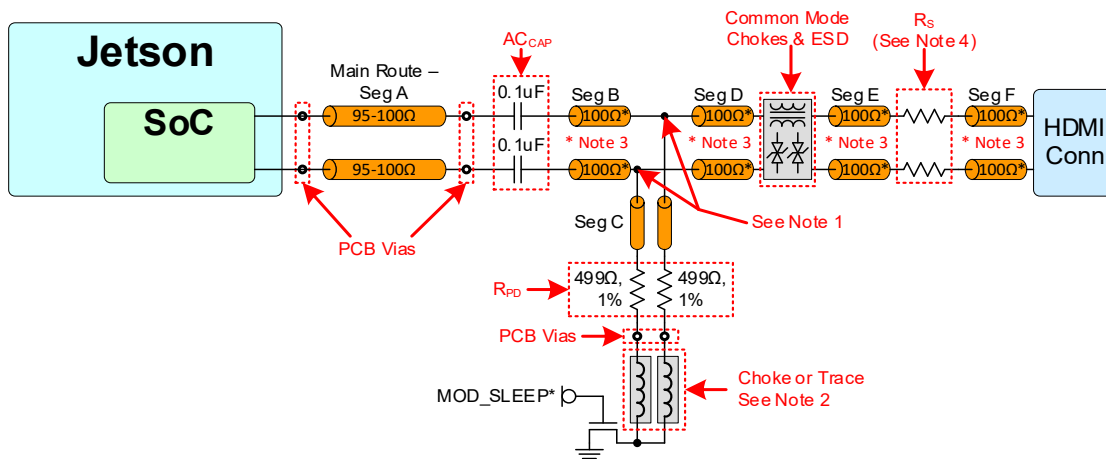 Jetson
SoC
Main Route –
Seg A
95-100Ω
95-100Ω
PCB Vias
AC_CAP
0.1uF
0.1uF
Seg B
100Ω*
* Note 3
100Ω*
Seg C
Seg D
100Ω*
* Note 3
100Ω*
See Note 1
Common Mode
Chokes & ESD
Seg E
100Ω*
* Note 3
100Ω*
R_S
(See Note 4)
Seg F
100Ω*
* Note 3
100Ω*
HDMI
Conn
R_PD
499Ω,
1%
499Ω,
1%
PCB Vias
Choke or Trace
See Note 2
MOD_SLEEP*